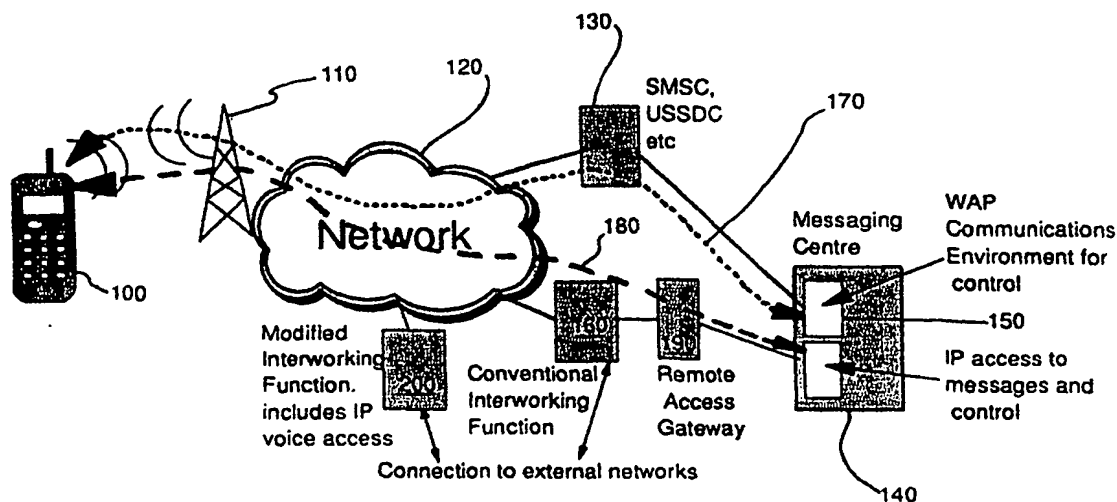 130
120
110
SMSC,
USSDC
etc
170
WAP
Communications
Environment for
control
Messaging
Centre
Network
180
100
150
160
190
200
Modified
Interworking
Function.
includes IP
voice access
Conventional
Interworking
Function
Remote
Access
Gateway
IP access to
messages and
control
Connection to external networks
140